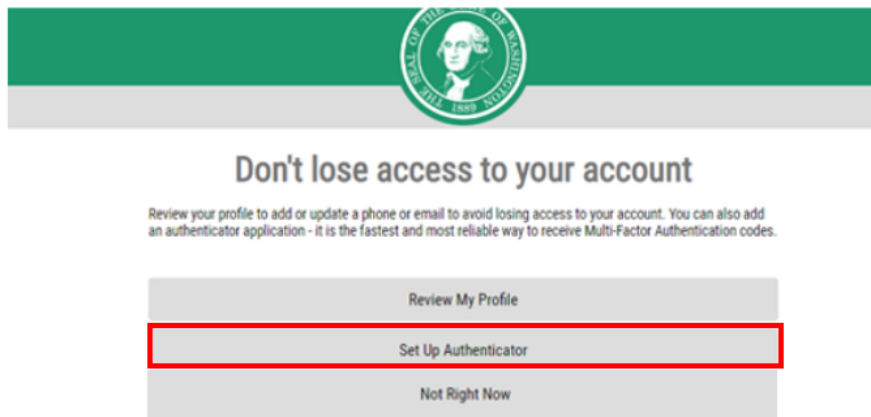 THE SEAL OF THE STATE OF WASHINGTON
1889
Don't lose access to your account
Review your profile to add or update a phone or email to avoid losing access to your account. You can also add
an authenticator application - it is the fastest and most reliable way to receive Multi-Factor Authentication codes.
Review My Profile
Set Up Authenticator
Not Right Now